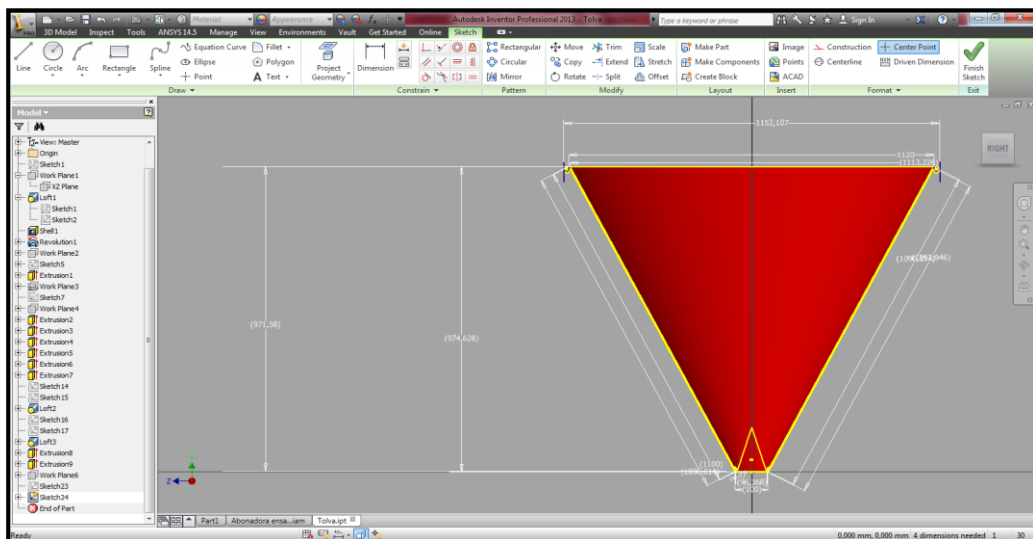 Material Appearance Autodesk Inventor Professional 2013 Tolva Type a keyword or phrase Sign In
PRO 3D Model Inspect Tools ANSYS 14.5 Manage View Environments Vault Get Started Online Sketch
Line Circle Arc Rectangle Spline Equation Curve Fillet Project Geometry Dimension Rectangular Move Trim Scale Make Part Image Construction Center Point Finish Sketch
Ellipse Polygon Circular Copy Extend Stretch Make Components Points Centerline Driven Dimension
Point Text Mirror Rotate Split Offset Create Block ACAD
Draw Constrain Pattern Modify Layout Insert Format Exit
Model
View: Master
Origin
Sketch1
Work Plane1
XZ Plane
Loft1
Sketch1
Sketch2
Shell1
Revolution1
Work Plane2
Sketch5
Extrusion1
Work Plane3
Sketch7
Work Plane4
Extrusion2
Extrusion3
Extrusion4
Extrusion5
Extrusion6
Extrusion7
Sketch14
Sketch15
Loft2
Sketch16
Sketch17
Loft3
Extrusion8
Extrusion9
Work Plane6
Sketch23
Sketch24
End of Part
1152,107
1120
RIGHT
(971,58)
(974,628)
(1100)
(100)
Z
Part1 Abonadora ensa...iam Tolva.ipt
Ready 0,000 mm, 0,000 mm 4 dimensions needed 1 30